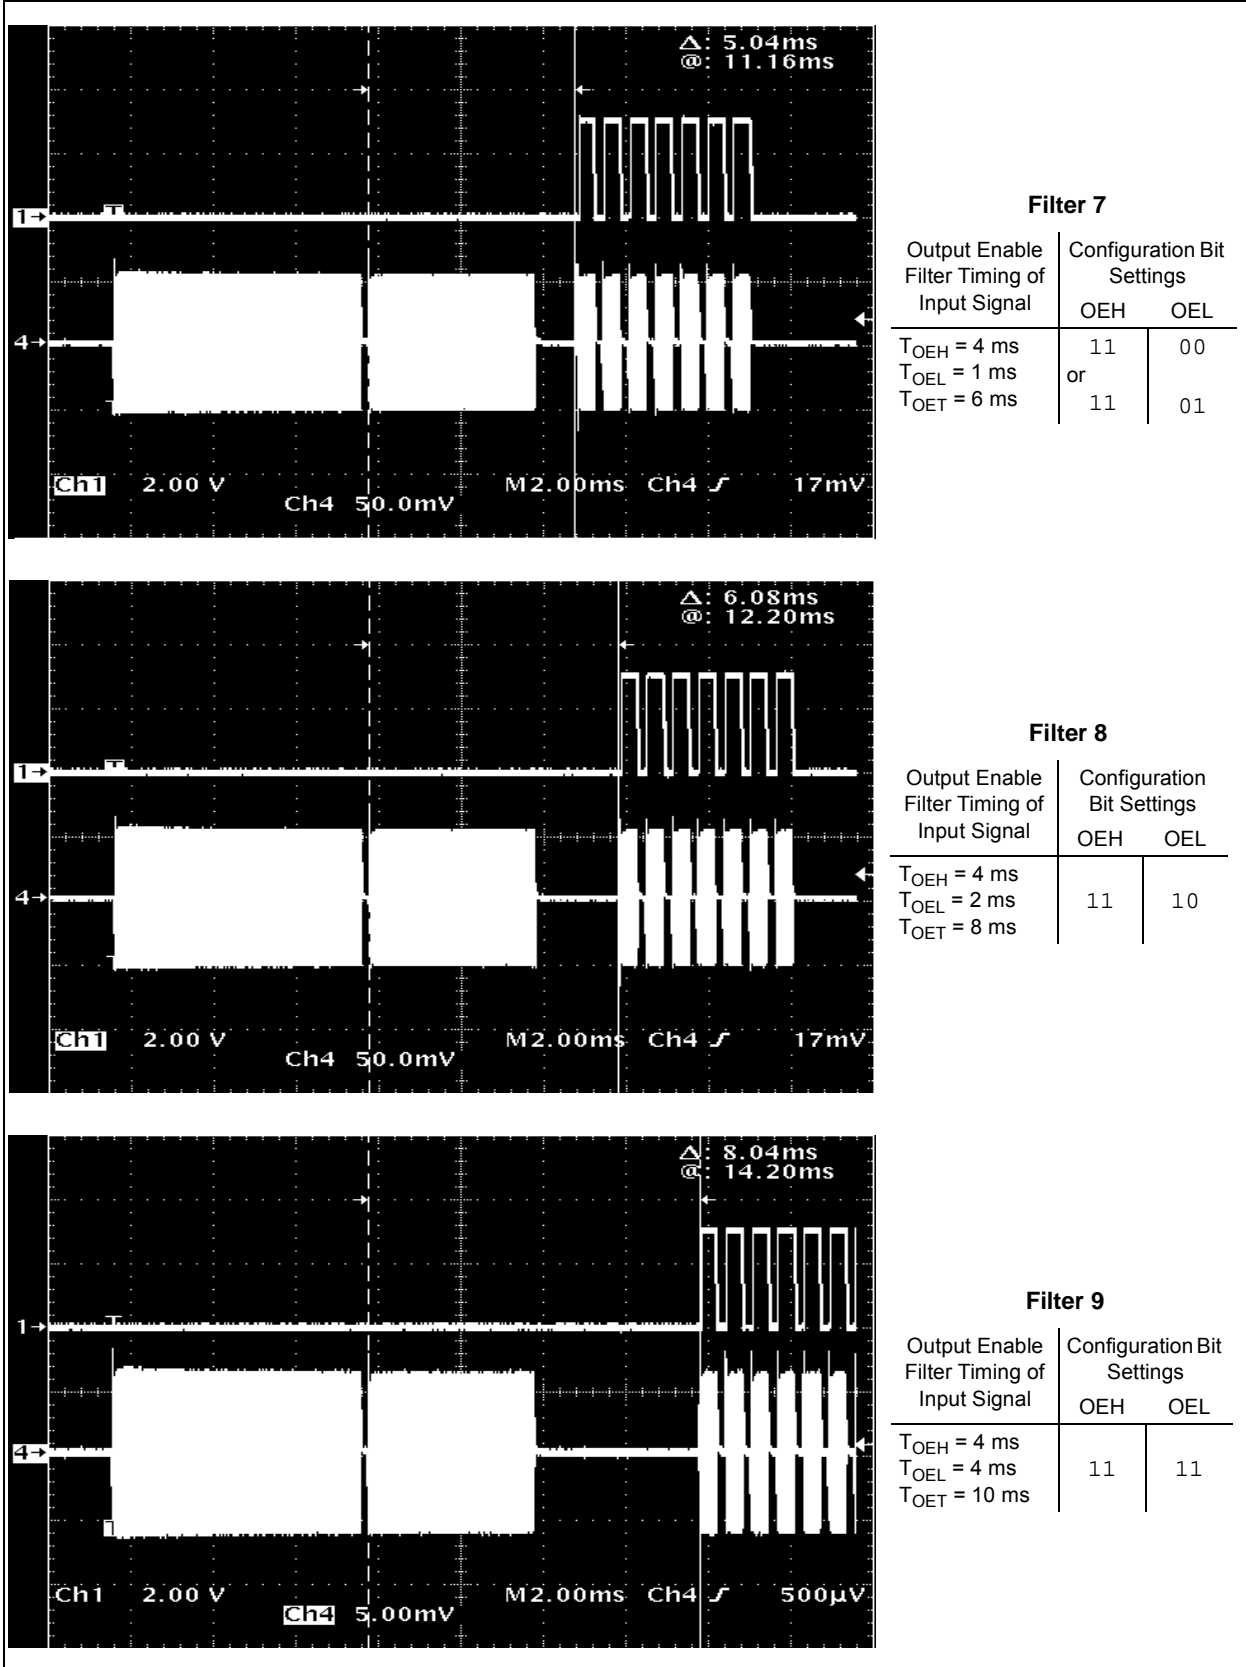 Δ: 5.04ms
@: 11.16ms
1→
T
4→
Ch1 2.00 V
Ch4 50.0mV
M2.00ms Ch4 ƒ 17mV
Filter 7
Output Enable
Filter Timing of
Input Signal
Configuration Bit
Settings
OEH OEL
TOEH = 4 ms
TOEL = 1 ms
TOET = 6 ms
11 00
or
11 01
Δ: 6.08ms
@: 12.20ms
1→
T
4→
Ch1 2.00 V
Ch4 50.0mV
M2.00ms Ch4 ƒ 17mV
Filter 8
Output Enable
Filter Timing of
Input Signal
Configuration
Bit Settings
OEH OEL
TOEH = 4 ms
TOEL = 2 ms
TOET = 8 ms
11 10
Δ: 8.04ms
@: 14.20ms
1→
T
4→
Ch1 2.00 V
Ch4 5.00mV
M2.00ms Ch4 ƒ 500µV
Filter 9
Output Enable
Filter Timing of
Input Signal
Configuration Bit
Settings
OEH OEL
TOEH = 4 ms
TOEL = 4 ms
TOET = 10 ms
11 11